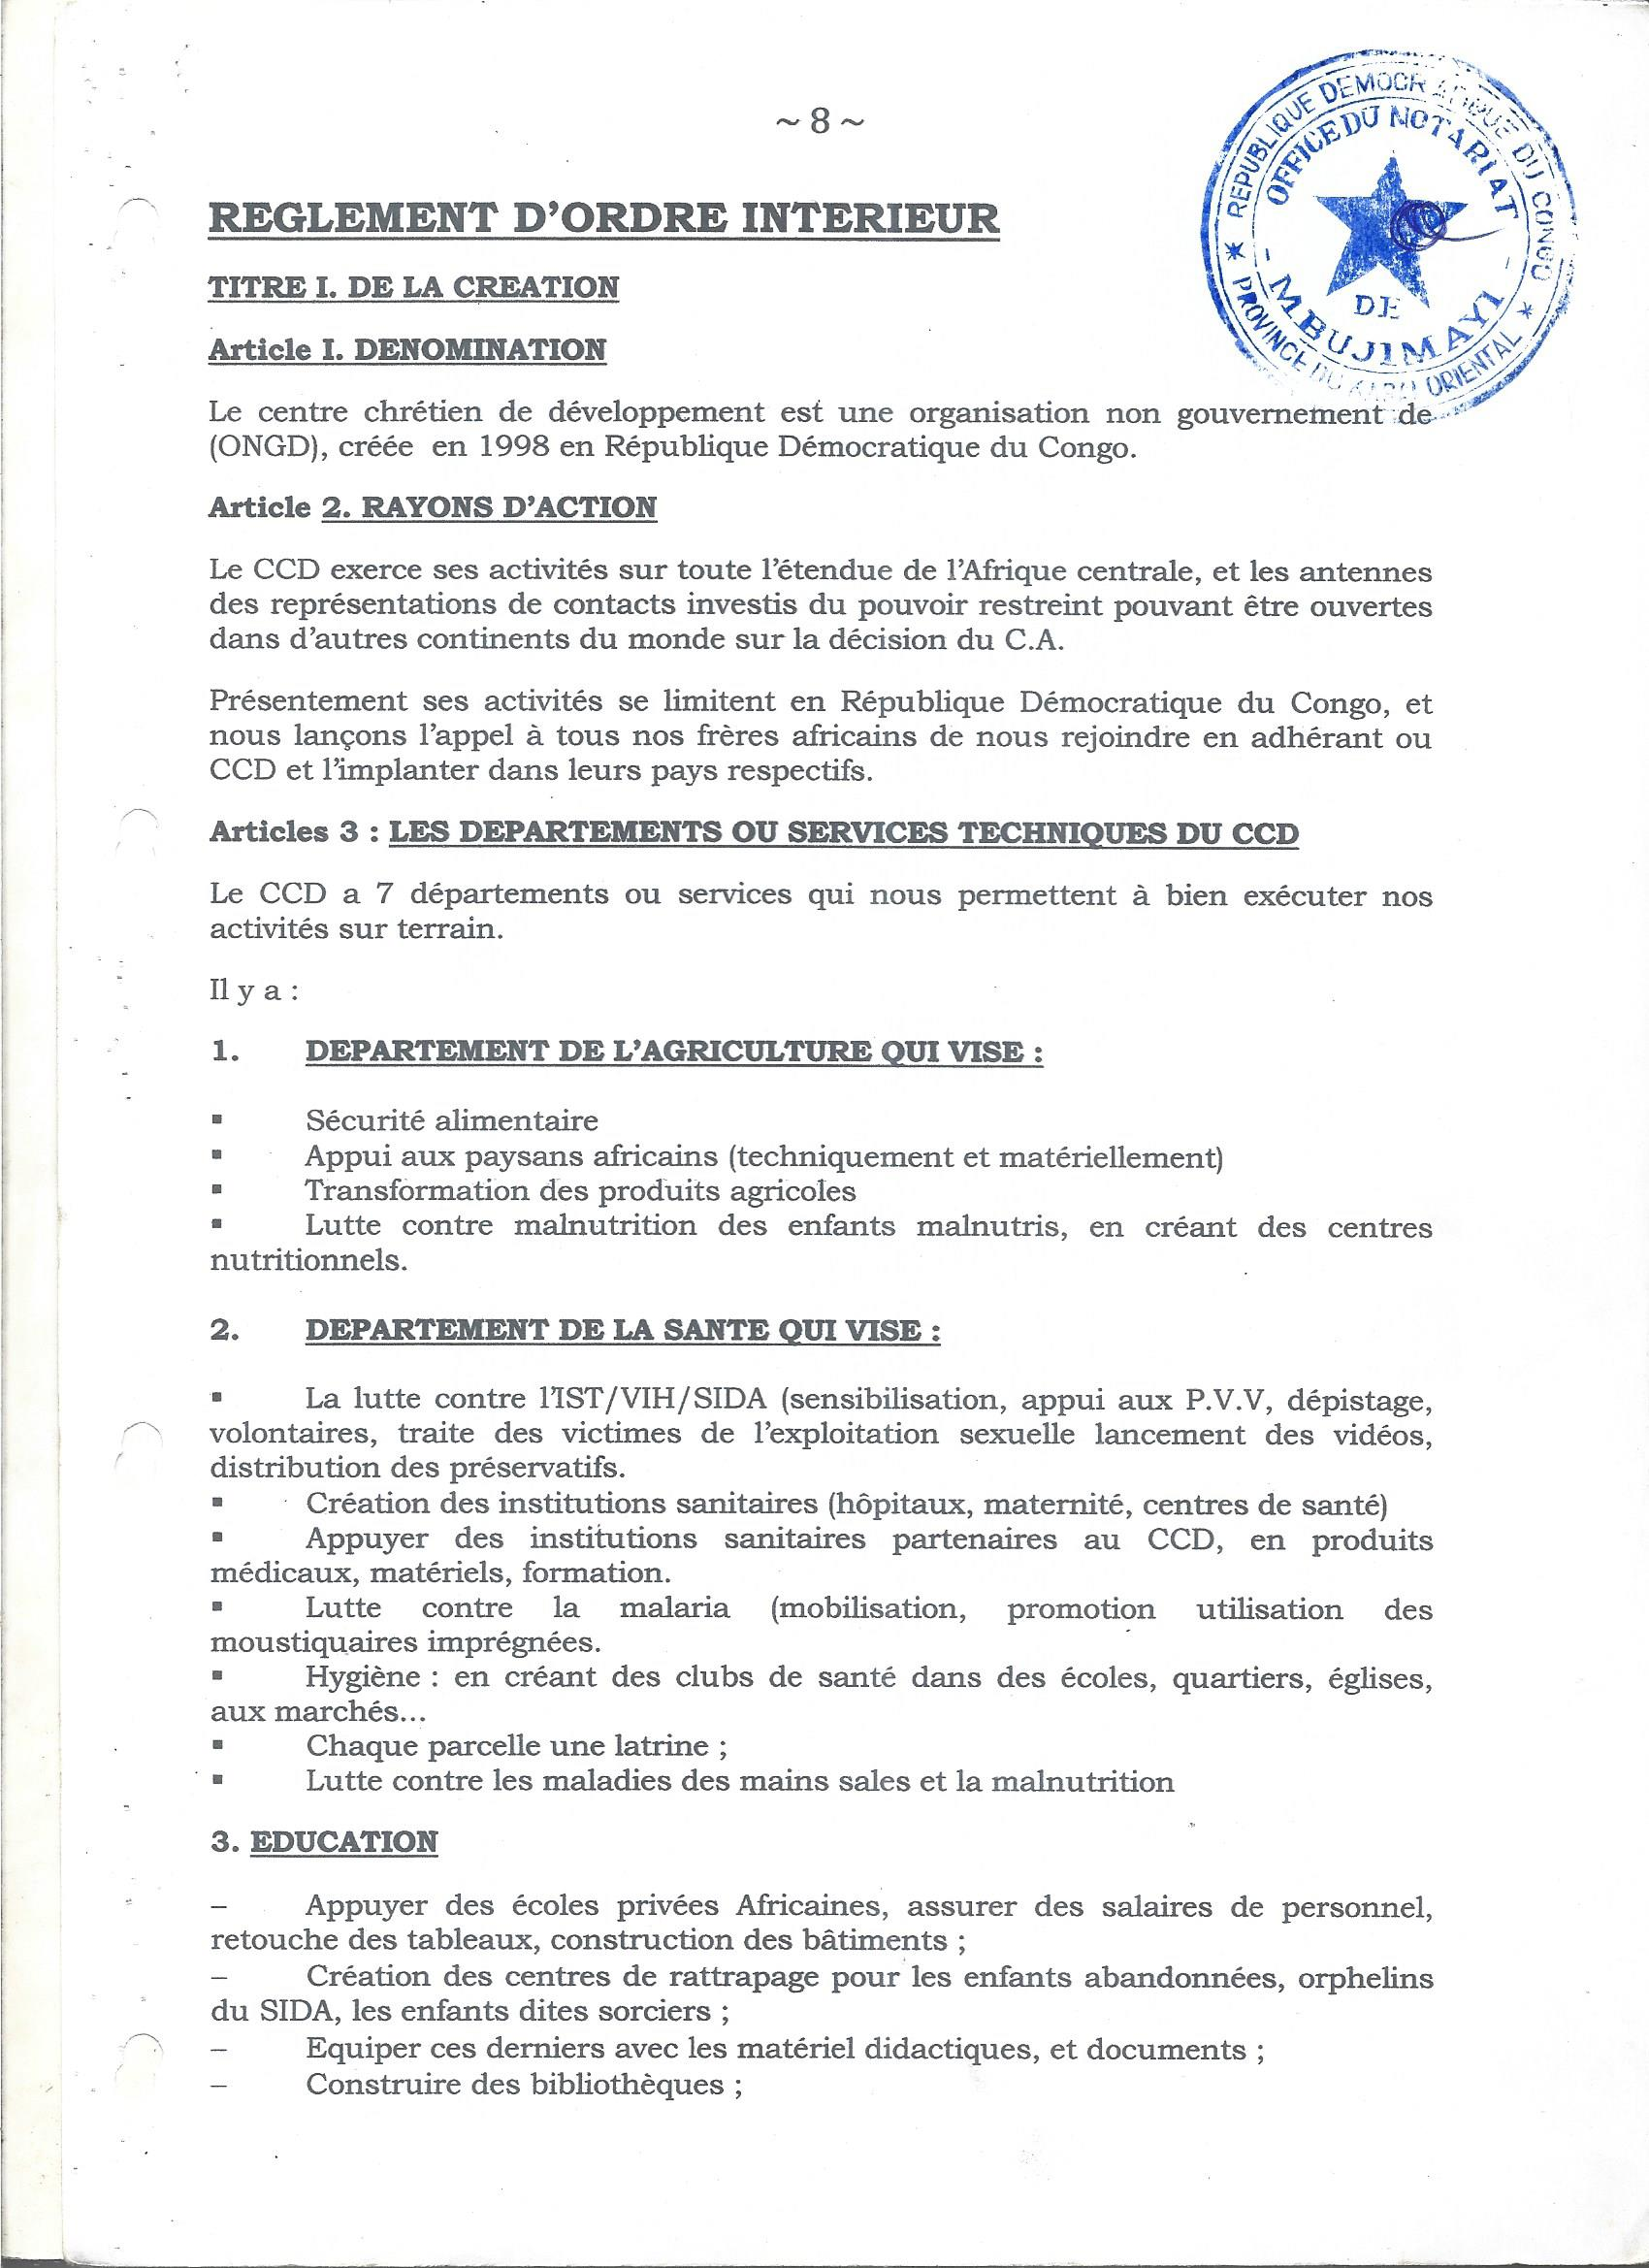 ~ 8 ~
REPUBLIQUE DEMOCRATIQUE DU CONGO
OFFICE DU NOTARIAT
DE
- MBUJIMAYI -
* PROVINCE DU KASAI ORIENTAL *
REGLEMENT D'ORDRE INTERIEUR
TITRE I. DE LA CREATION
Article I. DENOMINATION
Le centre chrétien de développement est une organisation non gouvernement de
(ONGD), créée en 1998 en République Démocratique du Congo.
Article 2. RAYONS D'ACTION
Le CCD exerce ses activités sur toute l'étendue de l'Afrique centrale, et les antennes
des représentations de contacts investis du pouvoir restreint pouvant être ouvertes
dans d'autres continents du monde sur la décision du C.A.
Présentement ses activités se limitent en République Démocratique du Congo, et
nous lançons l'appel à tous nos frères africains de nous rejoindre en adhérant ou
CCD et l'implanter dans leurs pays respectifs.
Articles 3 : LES DEPARTEMENTS OU SERVICES TECHNIQUES DU CCD
Le CCD a 7 départements ou services qui nous permettent à bien exécuter nos
activités sur terrain.
Il y a :
1. DEPARTEMENT DE L'AGRICULTURE QUI VISE :
▪ Sécurité alimentaire
▪ Appui aux paysans africains (techniquement et matériellement)
▪ Transformation des produits agricoles
▪ Lutte contre malnutrition des enfants malnutris, en créant des centres
nutritionnels.
2. DEPARTEMENT DE LA SANTE QUI VISE :
▪ La lutte contre l'IST/VIH/SIDA (sensibilisation, appui aux P.V.V, dépistage,
volontaires, traite des victimes de l'exploitation sexuelle lancement des vidéos,
distribution des préservatifs.
▪ Création des institutions sanitaires (hôpitaux, maternité, centres de santé)
▪ Appuyer des institutions sanitaires partenaires au CCD, en produits
médicaux, matériels, formation.
▪ Lutte contre la malaria (mobilisation, promotion utilisation des
moustiquaires imprégnées.
▪ Hygiène : en créant des clubs de santé dans des écoles, quartiers, églises,
aux marchés...
▪ Chaque parcelle une latrine ;
▪ Lutte contre les maladies des mains sales et la malnutrition
3. EDUCATION
– Appuyer des écoles privées Africaines, assurer des salaires de personnel,
retouche des tableaux, construction des bâtiments ;
– Création des centres de rattrapage pour les enfants abandonnées, orphelins
du SIDA, les enfants dites sorciers ;
– Equiper ces derniers avec les matériel didactiques, et documents ;
– Construire des bibliothèques ;